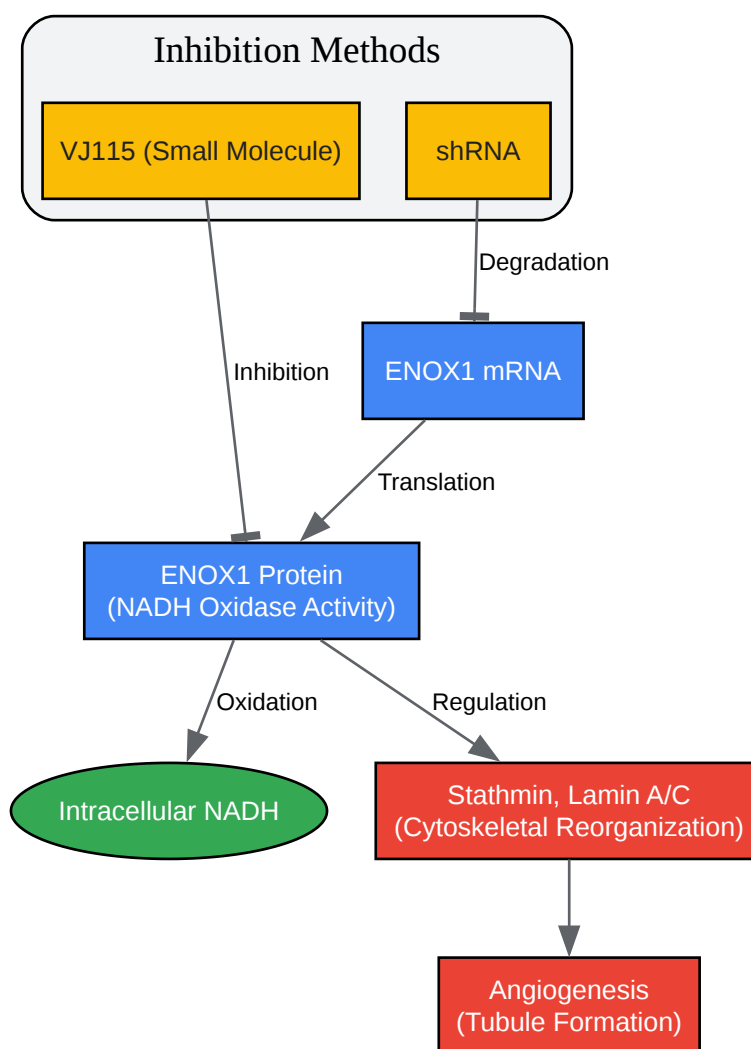 Inhibition Methods
VJ115 (Small Molecule)
shRNA
Degradation
Inhibition
ENOX1 mRNA
Translation
ENOX1 Protein
(NADH Oxidase Activity)
Oxidation
Regulation
Intracellular NADH
Stathmin, Lamin A/C
(Cytoskeletal Reorganization)
Angiogenesis
(Tubule Formation)